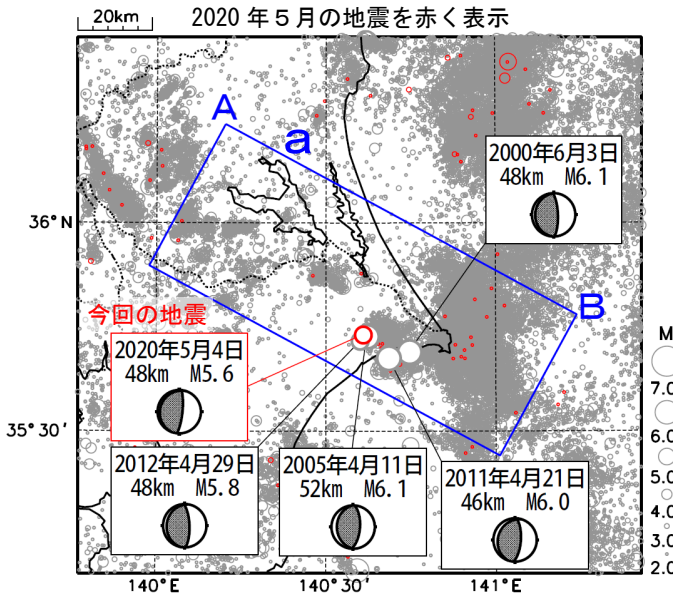 20km
2020 年５月の地震を赤く表示
A
a
2000年6月3日
48km M6.1
36°N
B
今回の地震
2020年5月4日
48km M5.6
M
7.0
6.0
5.0
4.0
3.0
2.0
35°30′
2012年4月29日
48km M5.8
2005年4月11日
52km M6.1
2011年4月21日
46km M6.0
140°E
140°30′
141°E